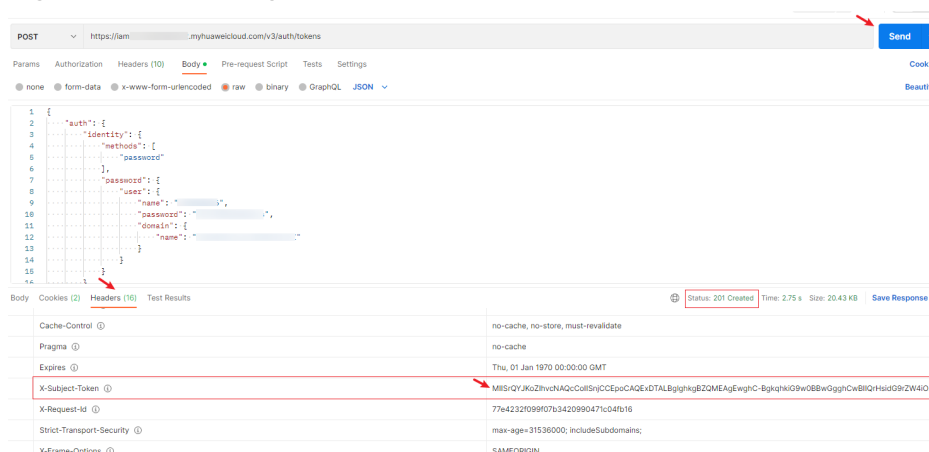 POST https://iam .myhuaweicloud.com/v3/auth/tokens Send
Params Authorization Headers (10) Body Pre-request Script Tests Settings Cook
none form-data x-www-form-urlencoded raw binary GraphQL JSON Beauti
1 {
2 "auth": {
3 "identity": {
4 "methods": [
5 "password"
6 ],
7 "password": {
8 "user": {
9 "name": " ",
10 "password": " ",
11 "domain": {
12 "name": " "
13 }
14 }
15 }
16 }
Body Cookies (2) Headers (16) Test Results Status: 201 Created Time: 2.75 s Size: 20.43 KB Save Response
Cache-Control no-cache, no-store, must-revalidate
Pragma no-cache
Expires Thu, 01 Jan 1970 00:00:00 GMT
X-Subject-Token
X-Request-Id 77e4232f099f07b3420990471c04fb16
Strict-Transport-Security max-age=31536000; includeSubdomains;
X-Frame-Options SAMEORIGIN